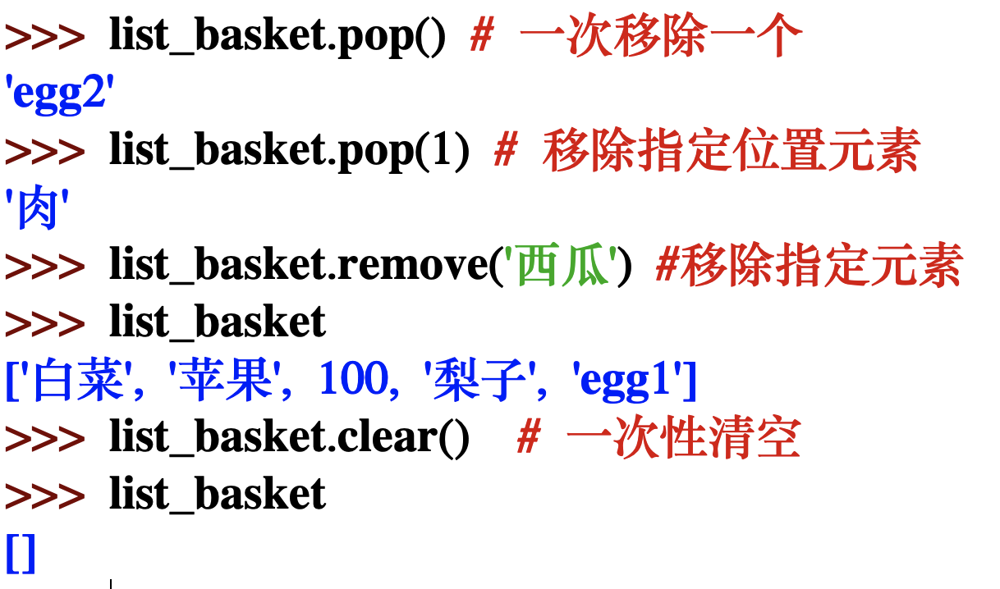 >>> list_basket.pop() # 一次移除一个
'egg2'
>>> list_basket.pop(1) # 移除指定位置元素
'肉'
>>> list_basket.remove('西瓜') #移除指定元素
>>> list_basket
['白菜', '苹果', 100, '梨子', 'egg1']
>>> list_basket.clear()  # 一次性清空
>>> list_basket
[]